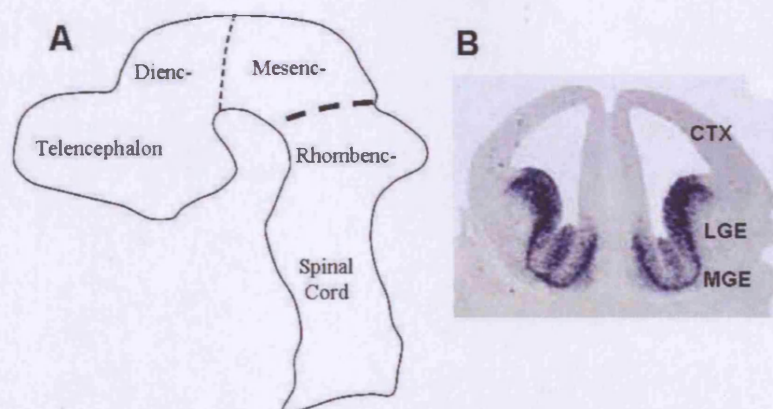 A
Dienc-
Mesenc-
Telencephalon
Rhombenc-
Spinal
Cord
B
CTX
LGE
MGE